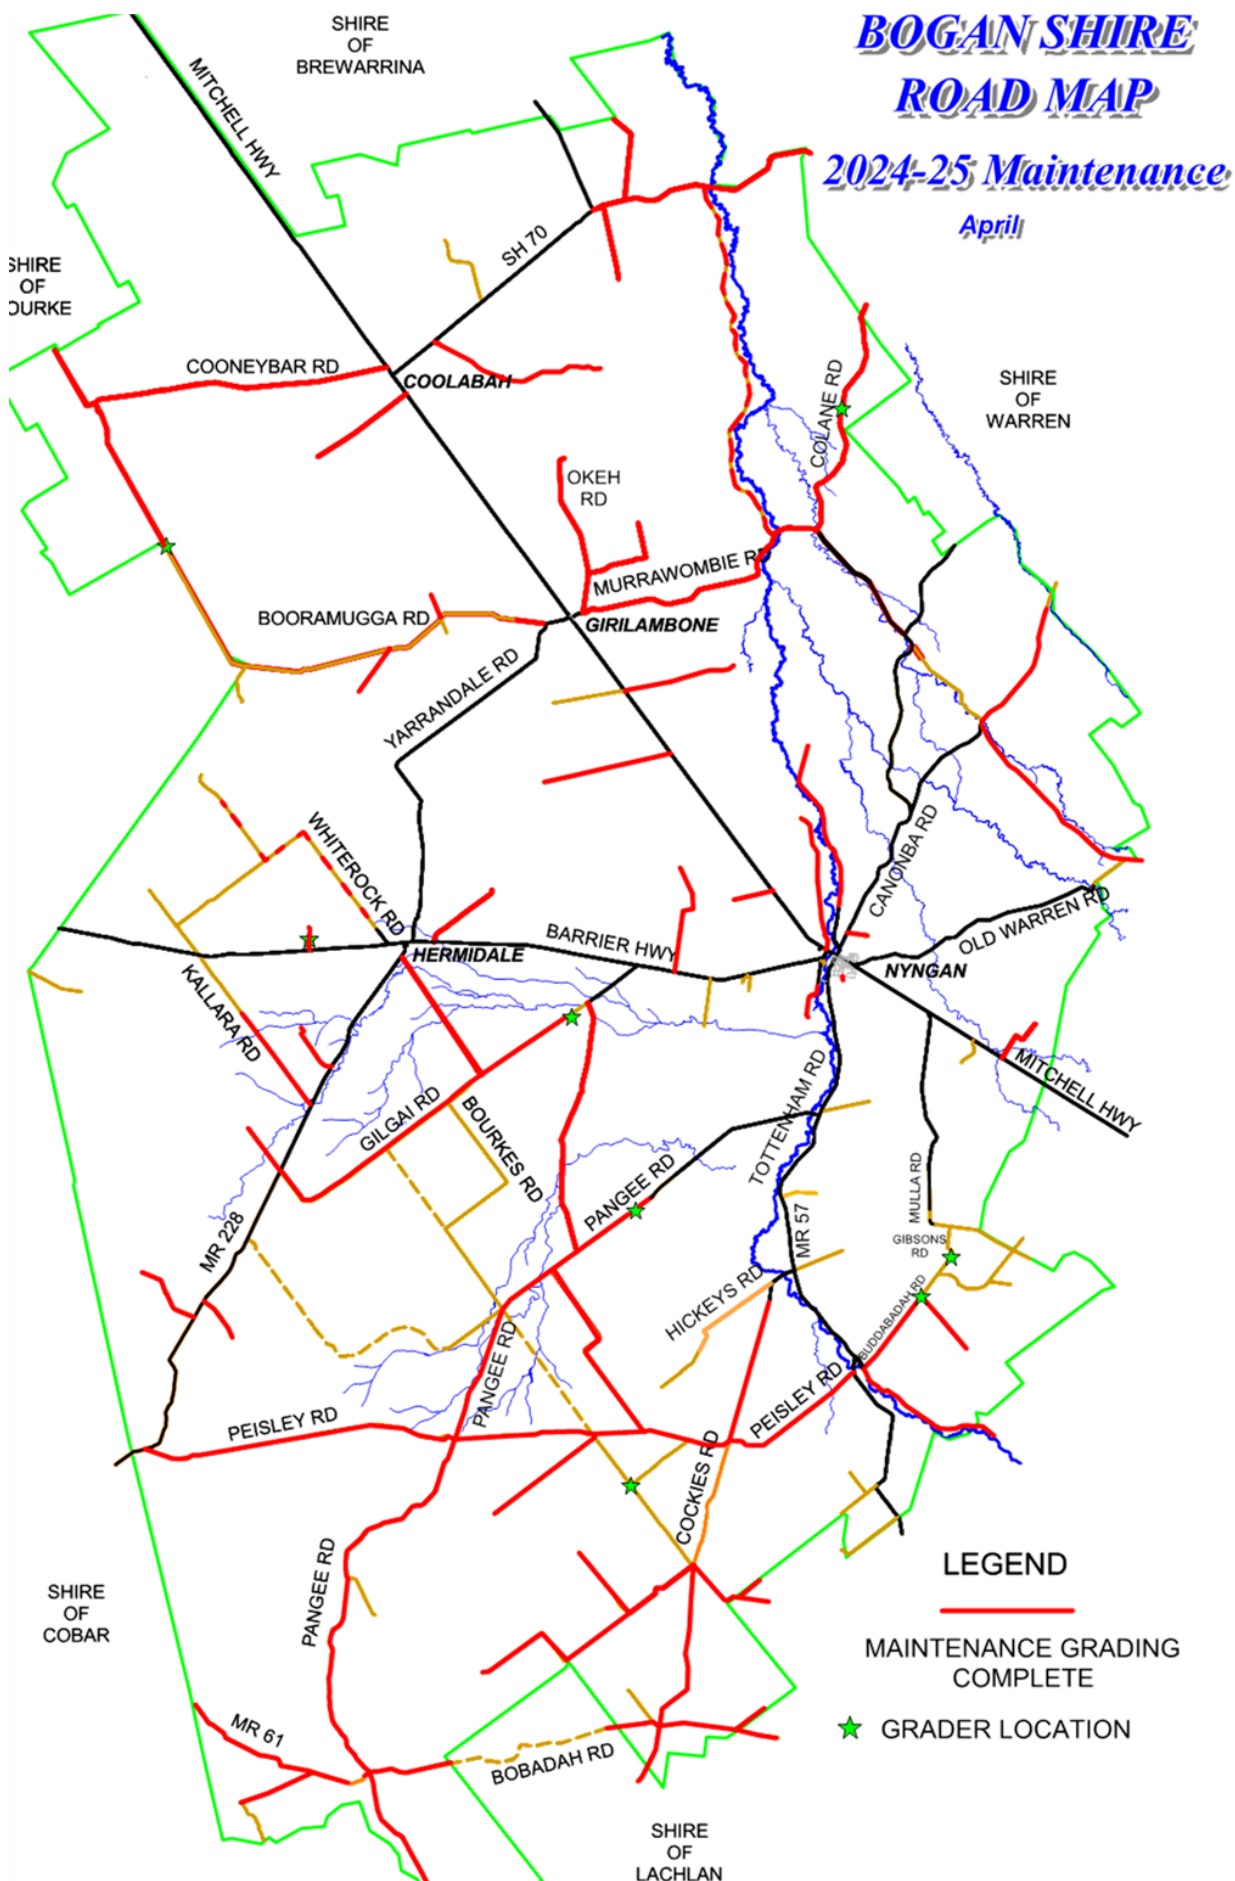 BOGAN SHIRE
ROAD MAP
2024-25 Maintenance
April
SHIRE
OF
BREWARRINA
MITCHELL HWY
SHIRE
OF
OURKE
SH 70
COONEYBAR RD
COOLABAH
SHIRE
OF
WARREN
COLANE RD
OKEH
RD
MURRAWOMBIE RD
BOORAMUGGA RD
GIRILAMBONE
YARRANDALE RD
WHITEROCK RD
CANONBA RD
OLD WARREN RD
BARRIER HWY
HERMIDALE
NYNGAN
KALLARA RD
MITCHELL HWY
TOTTENHAM RD
GILGAI RD
BOURKES RD
PANGEE RD
MULLA RD
MR 228
MR 57
GIBSONS
RD
HICKEYS RD
BUDDABADAH RD
PANGEE RD
PEISLEY RD
PEISLEY RD
COCKIES RD
PANGEE RD
LEGEND
MAINTENANCE GRADING
COMPLETE
GRADER LOCATION
SHIRE
OF
COBAR
MR 61
BOBADAH RD
SHIRE
OF
LACHLAN